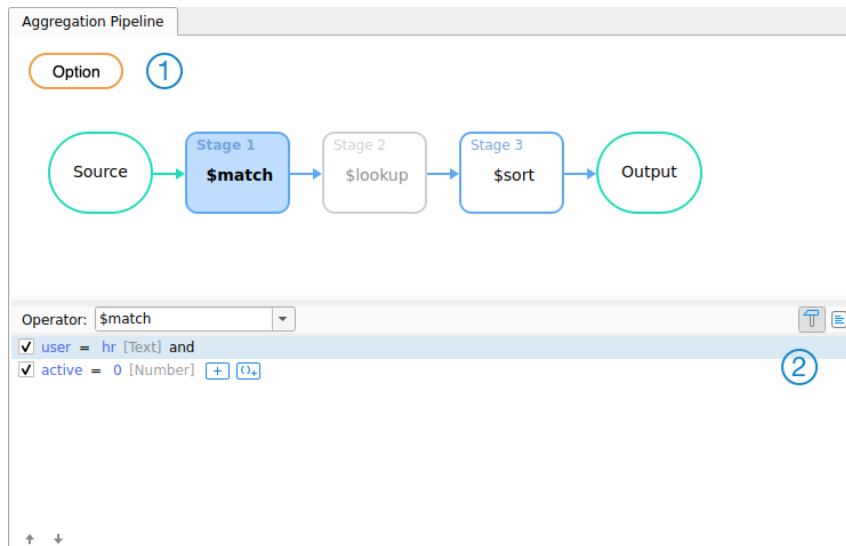 Aggregation Pipeline
Option
1
Stage 1
Stage 2
Stage 3
Source
$match
$lookup
$sort
Output
Operator: $match
user = hr [Text] and
2
active = 0 [Number] + ()+